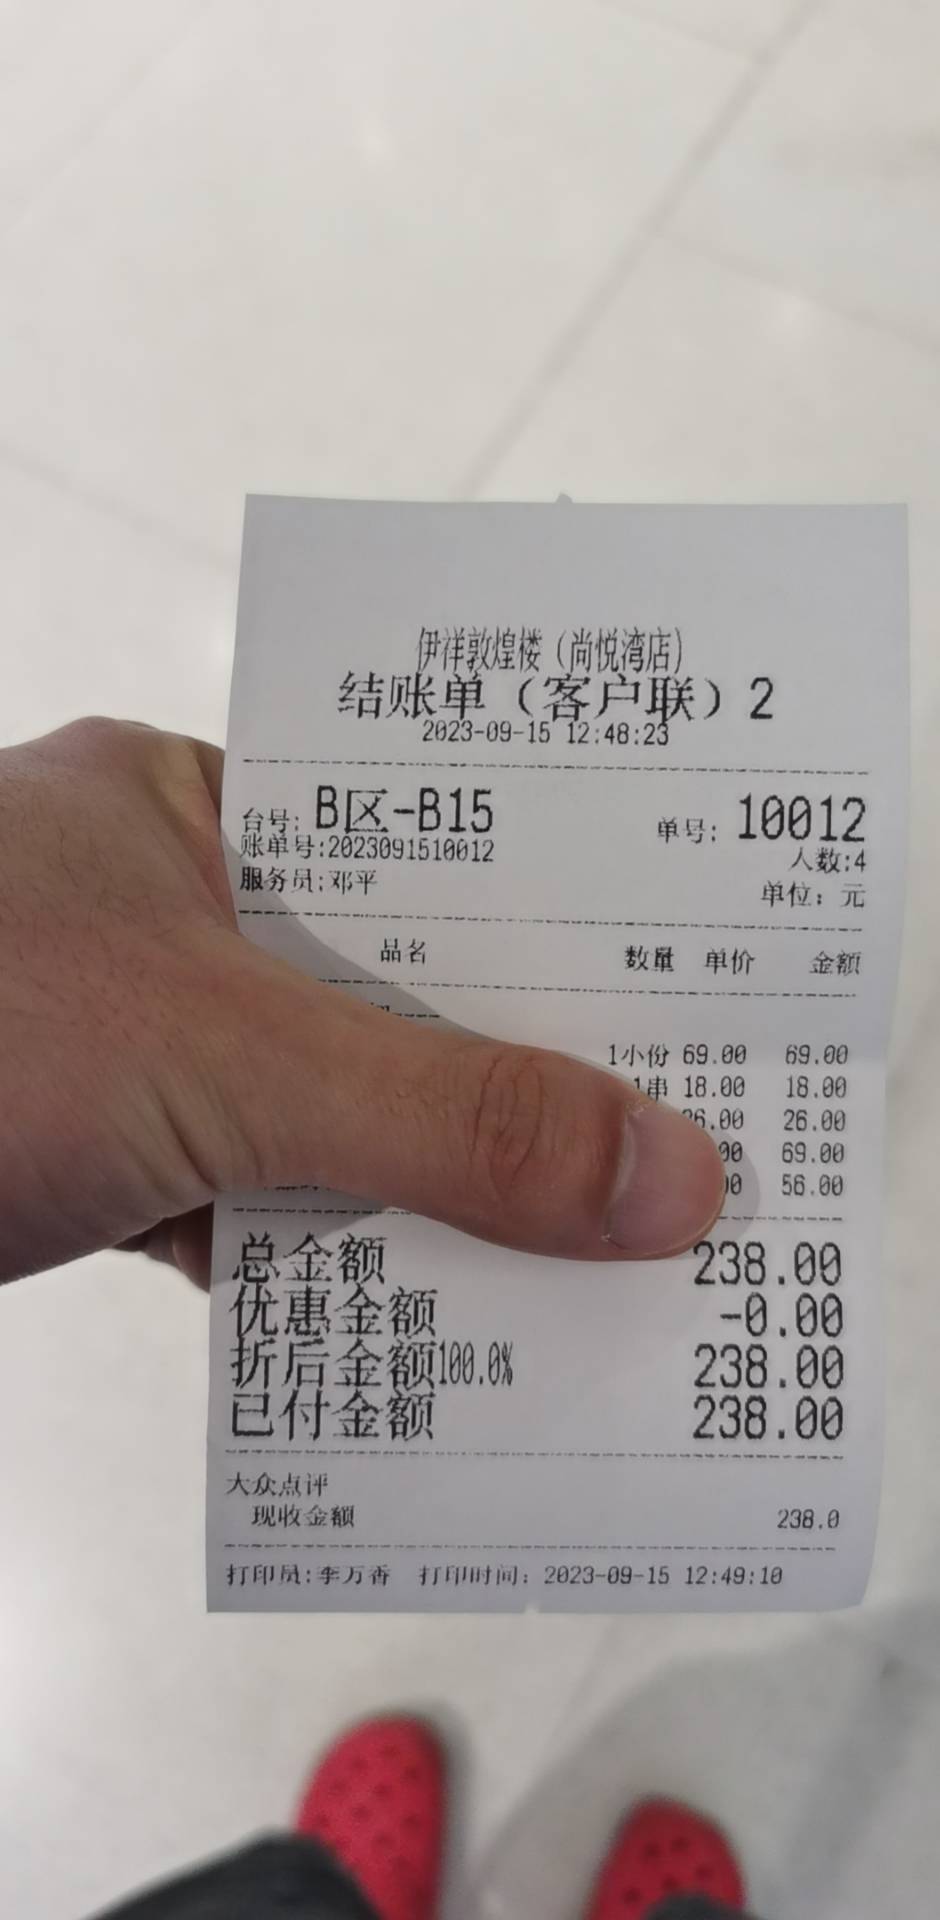 伊祥敦煌楼（尚悦湾店）
结账单（客户联）2
2023-09-15 12:48:23
台号: B区-B15 单号: 10012
账单号:2023091510012 人数:4
服务员:邓平 单位: 元
品名 数量 单价 金额
1小份 69.00 69.00
1串 18.00 18.00
26.00
69.00
56.00
总金额 238.00
优惠金额 -0.00
折后金额100.0% 238.00
已付金额 238.00
大众点评
现收金额 238.0
打印员:李万香 打印时间: 2023-09-15 12:49:10